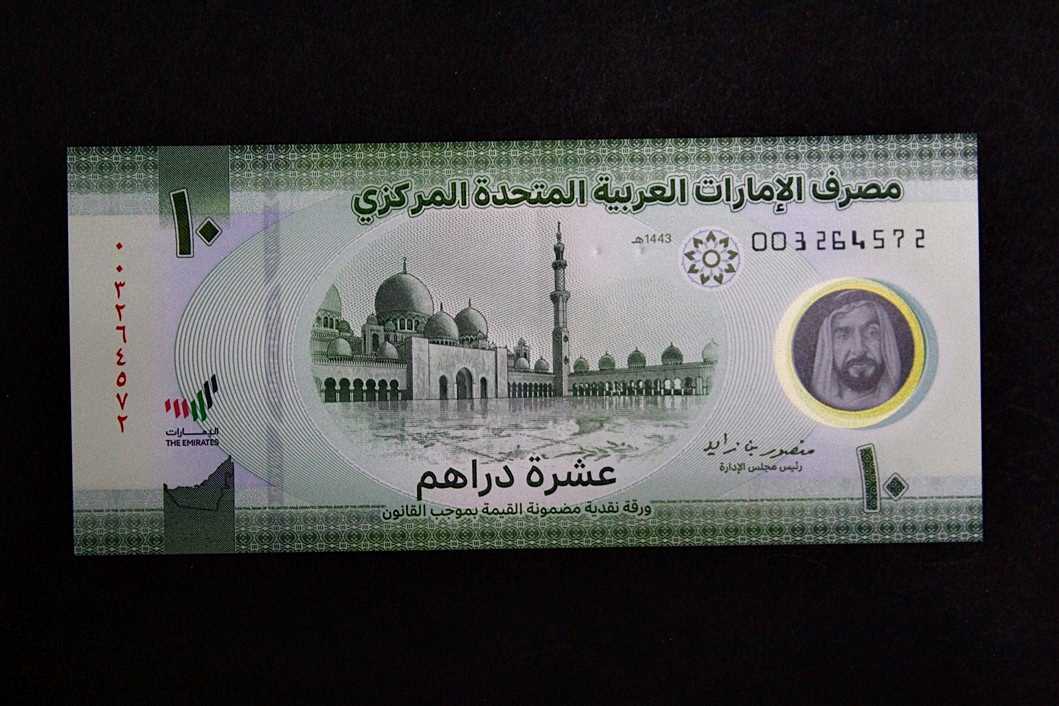 مصرف الإمارات العربية المتحدة المركزي
١٠
1443هـ
003264572
٠٠٣٢٦٤٥٧٢
الإمارات
THE EMIRATES
منصور بن زايد
رئيس مجلس الإدارة
عشرة دراهم
ورقة نقدية مضمونة القيمة بموجب القانون
١٠